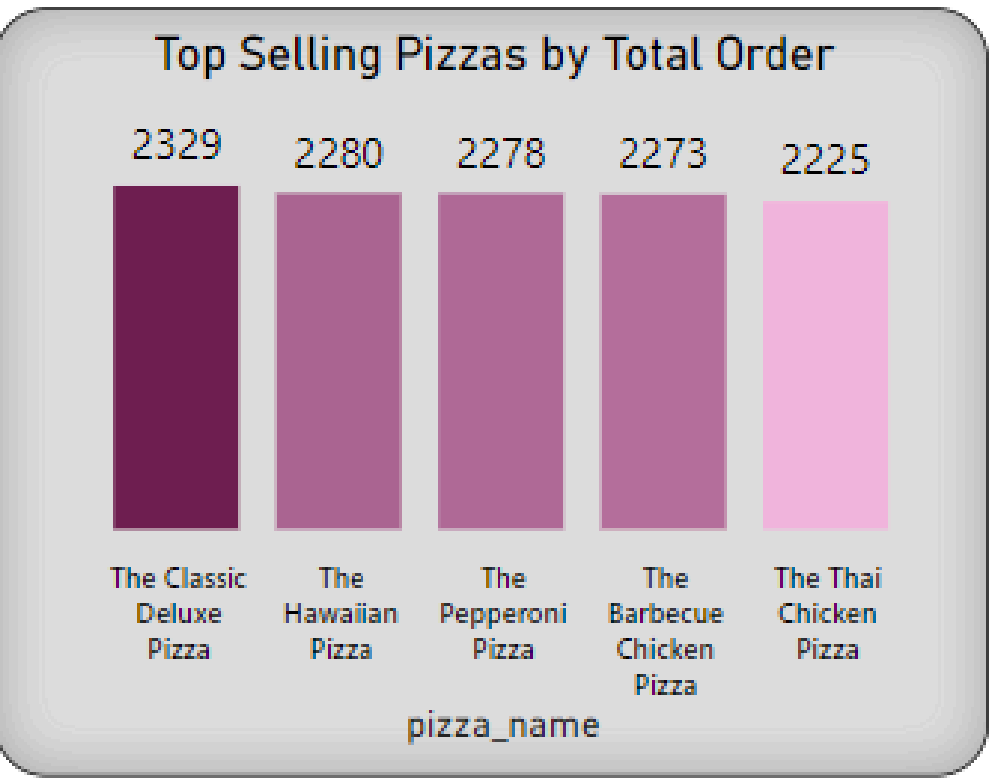 Top Selling Pizzas by Total Order
2329 2280 2278 2273 2225
The Classic Deluxe Pizza
The Hawaiian Pizza
The Pepperoni Pizza
The Barbecue Chicken Pizza
The Thai Chicken Pizza
pizza_name